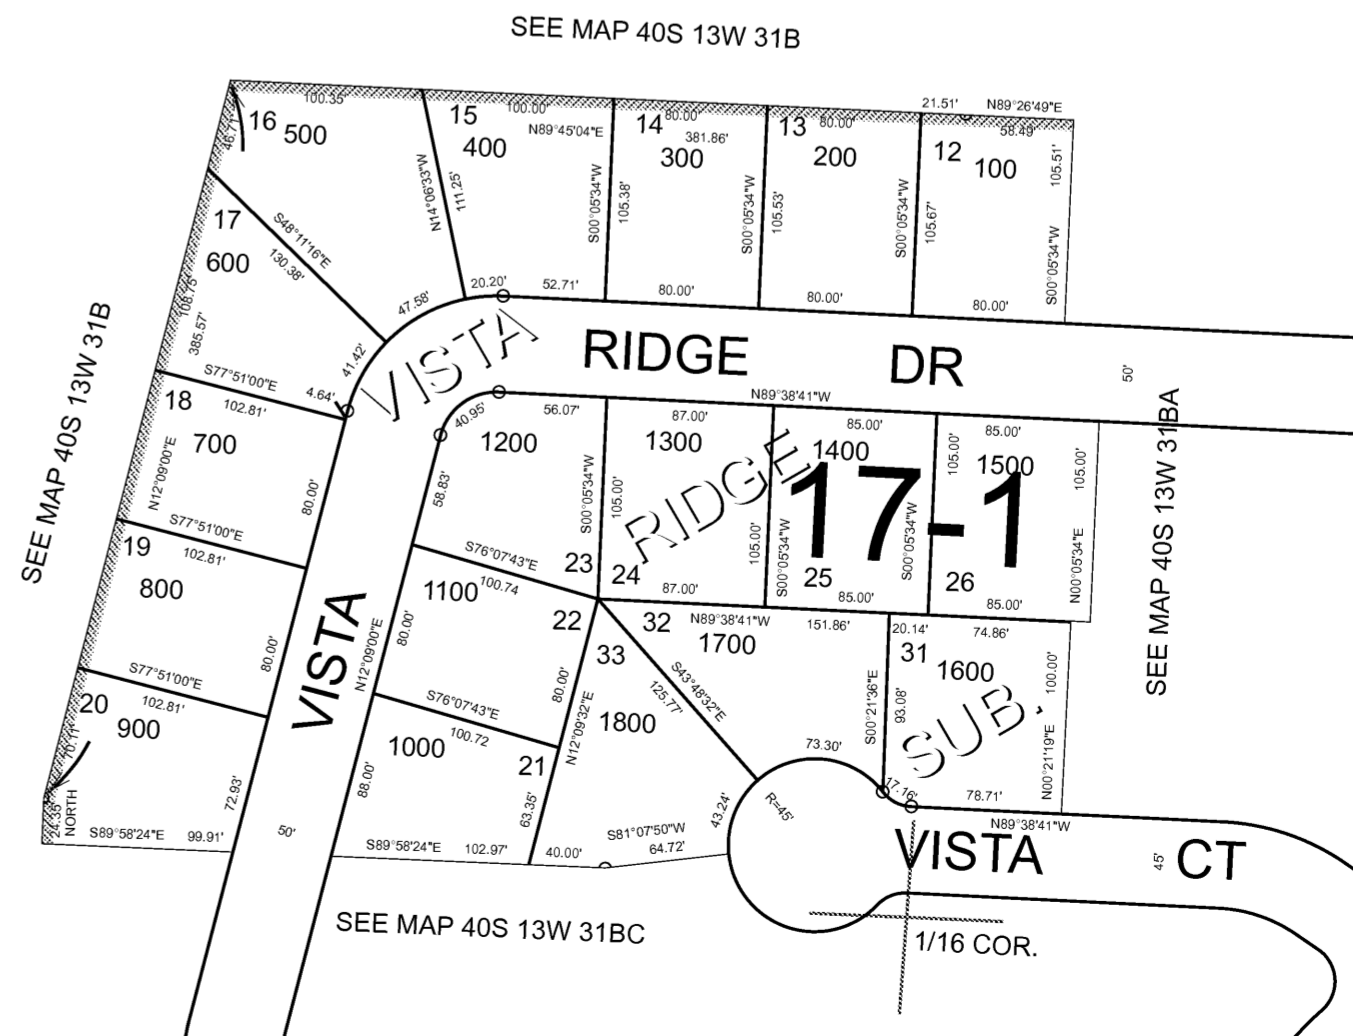 SEE MAP 40S 13W 31B
21.51' N89°26'49"E
100.35'
100.00'
80.00'
80.00'
58.49'
16
500
15
400
N89°45'04"E
14
381.86'
300
13
200
12
100
46.71'
N14°06'33"W
111.25'
S00°05'34"W
105.38'
S00°05'34"W
105.53'
S00°05'34"W
105.67'
105.51'
S00°05'34"W
17
600
S48°11'16"E
130.38'
108.75'
385.57'
47.58'
20.20'
52.71'
80.00'
80.00'
80.00'
41.42'
4.64'
VISTA
RIDGE DR
50'
SEE MAP 40S 13W 31B
S77°51'00"E
102.81'
18
700
N12°09'00"E
80.00'
40.95'
56.07'
N89°38'41"W
87.00'
85.00'
85.00'
1200
1300
1400
1500
58.83'
S00°05'34"W
105.00'
RIDGE
17-1
105.00'
S00°05'34"W
S00°05'34"W
105.00'
105.00'
N00°05'34"E
SEE MAP 40S 13W 31BA
S77°51'00"E
102.81'
19
800
80.00'
S76°07'43"E
100.74
23
24
25
26
87.00'
85.00'
85.00'
1100
22
80.00'
N12°09'00"E
VISTA
32
N89°38'41"W
1700
151.86'
20.14'
74.86'
33
31
1600
100.00'
S77°51'00"E
102.81'
20
900
70.11'
S76°07'43"E
100.72
80.00'
N12°09'32"E
1800
S43°48'32"E
125.77'
S00°21'36"E
93.08'
SUB.
N00°21'19"E
1000
21
88.00'
63.35'
73.30'
17.16'
78.71'
R=45'
43.24'
N89°38'41"W
24.35'
NORTH
72.93'
S89°58'24"E 99.91'
50'
S89°58'24"E 102.97'
40.00'
S81°07'50"W
64.72'
VISTA CT
45'
SEE MAP 40S 13W 31BC
1/16 COR.